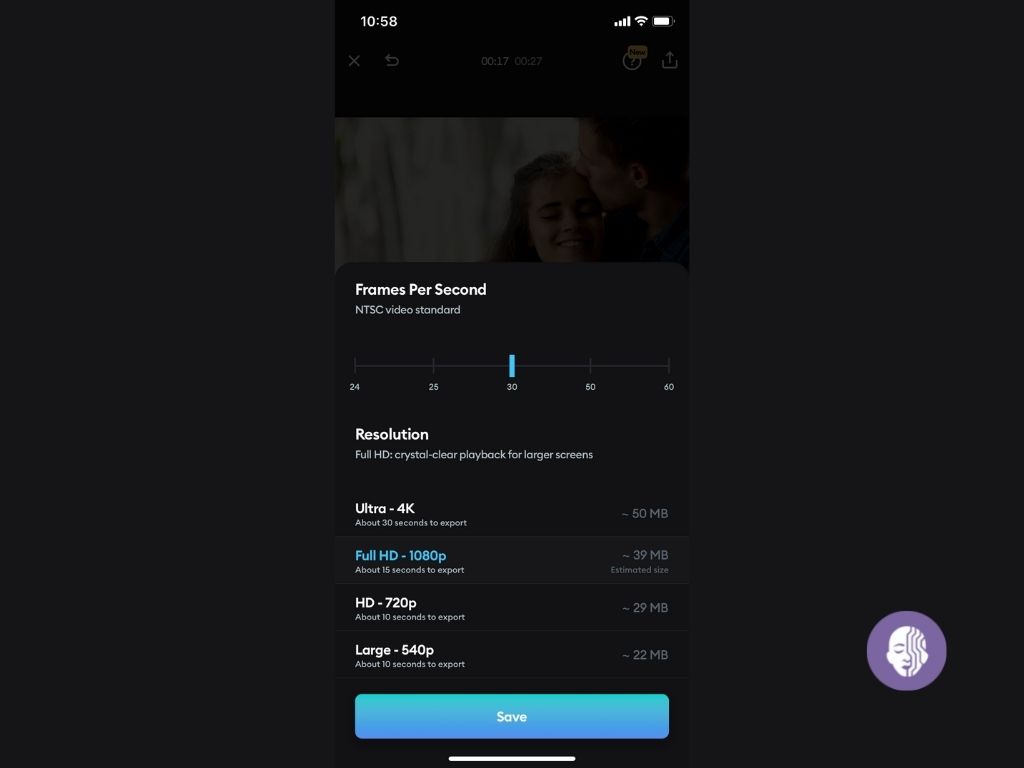 10:58
00:17 00:27
New
?
Frames Per Second
NTSC video standard
24 25 30 50 60
Resolution
Full HD: crystal-clear playback for larger screens
Ultra - 4K ~ 50 MB
About 30 seconds to export
Full HD - 1080p ~ 39 MB
About 15 seconds to export Estimated size
HD - 720p ~ 29 MB
About 10 seconds to export
Large - 540p ~ 22 MB
About 10 seconds to export
Save